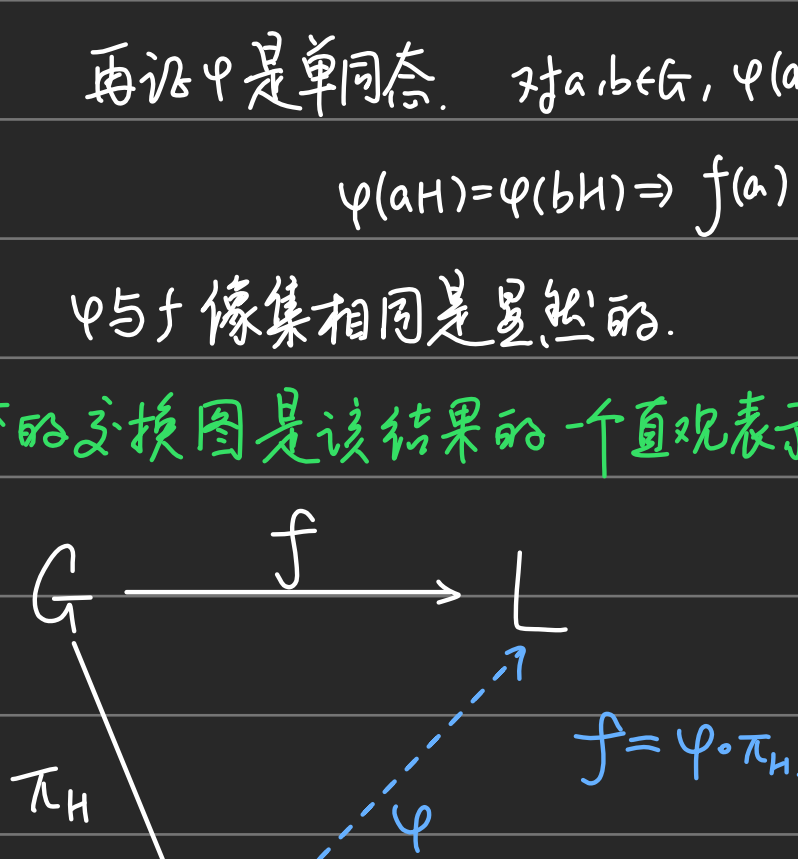 再证φ是单同态. 对a,b∈G, φ(a
φ(aH)=φ(bH)⇒ f(a)
φ与f像集相同是显然的.
的交换图是该结果的一个直观表示
f
G L
f=φ∘π_H
π_H
φ